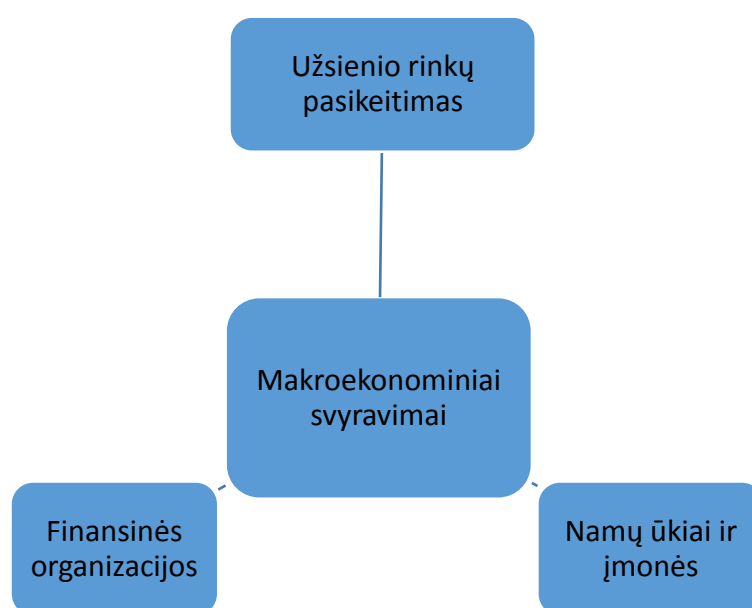 Užsienio rinkų
pasikeitimas
Makroekonominiai
svyravimai
Finansinės
organizacijos
Namų ūkiai ir
įmonės